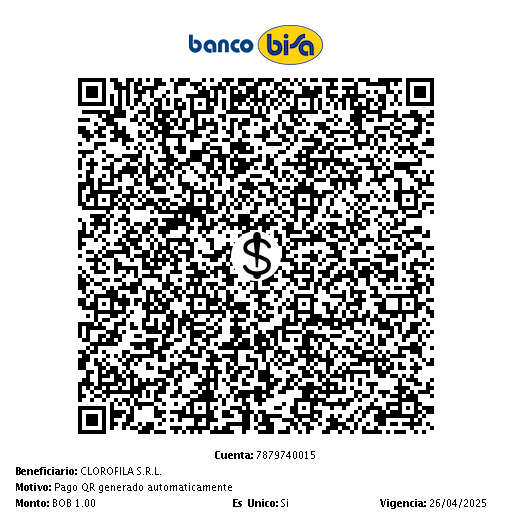 banco bisa
$
Cuenta: 7879740015
Beneficiario: CLOROFILA S.R.L.
Motivo: Pago QR generado automaticamente
Monto: BOB 1.00 Es Unico: Si Vigencia: 26/04/2025